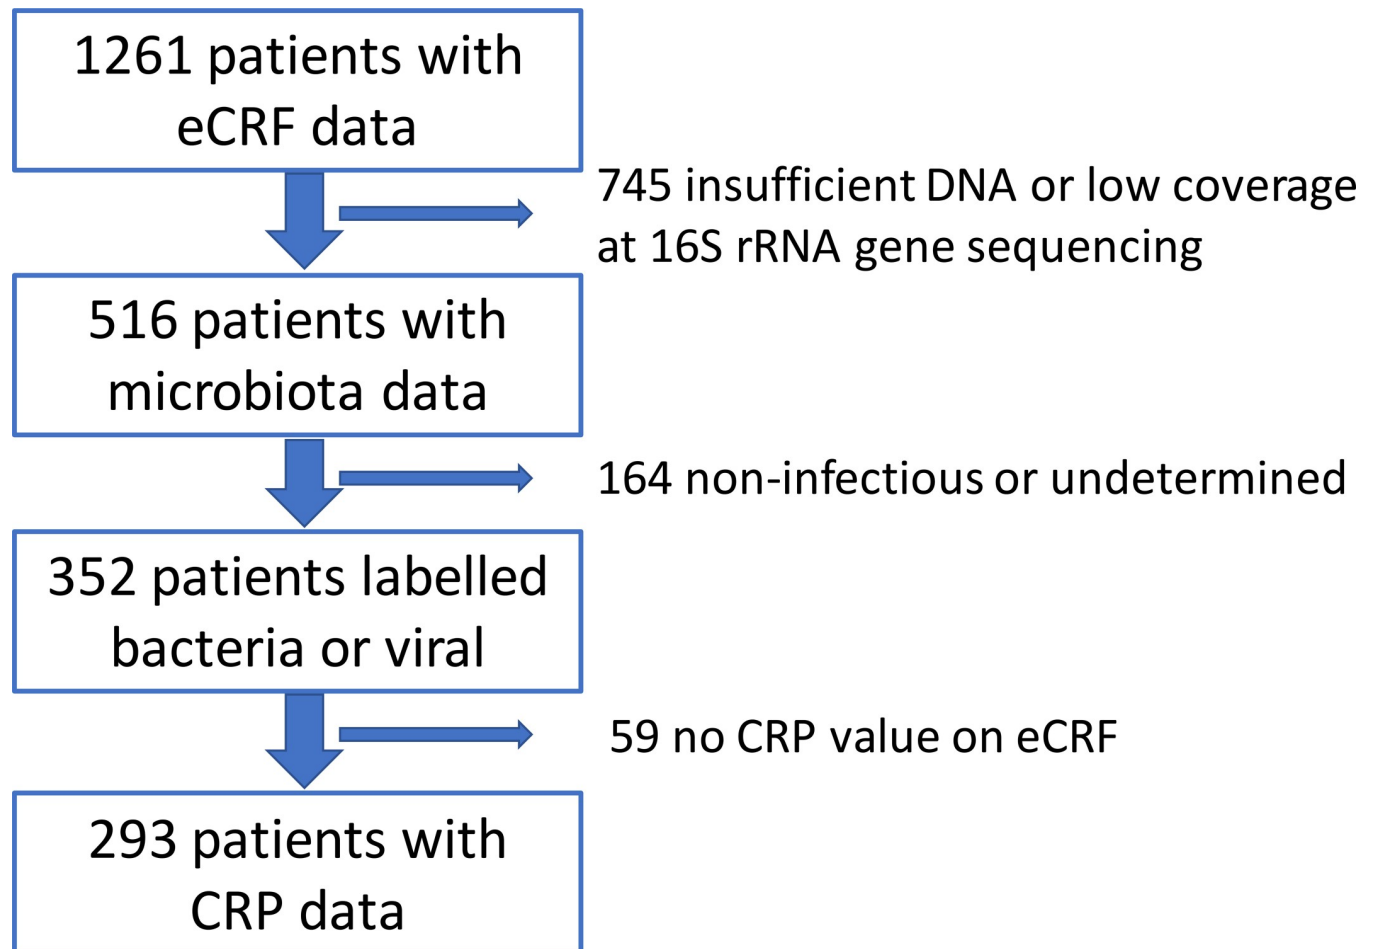 1261 patients with
eCRF data
745 insufficient DNA or low coverage
at 16S rRNA gene sequencing
516 patients with
microbiota data
164 non-infectious or undetermined
352 patients labelled
bacteria or viral
59 no CRP value on eCRF
293 patients with
CRP data